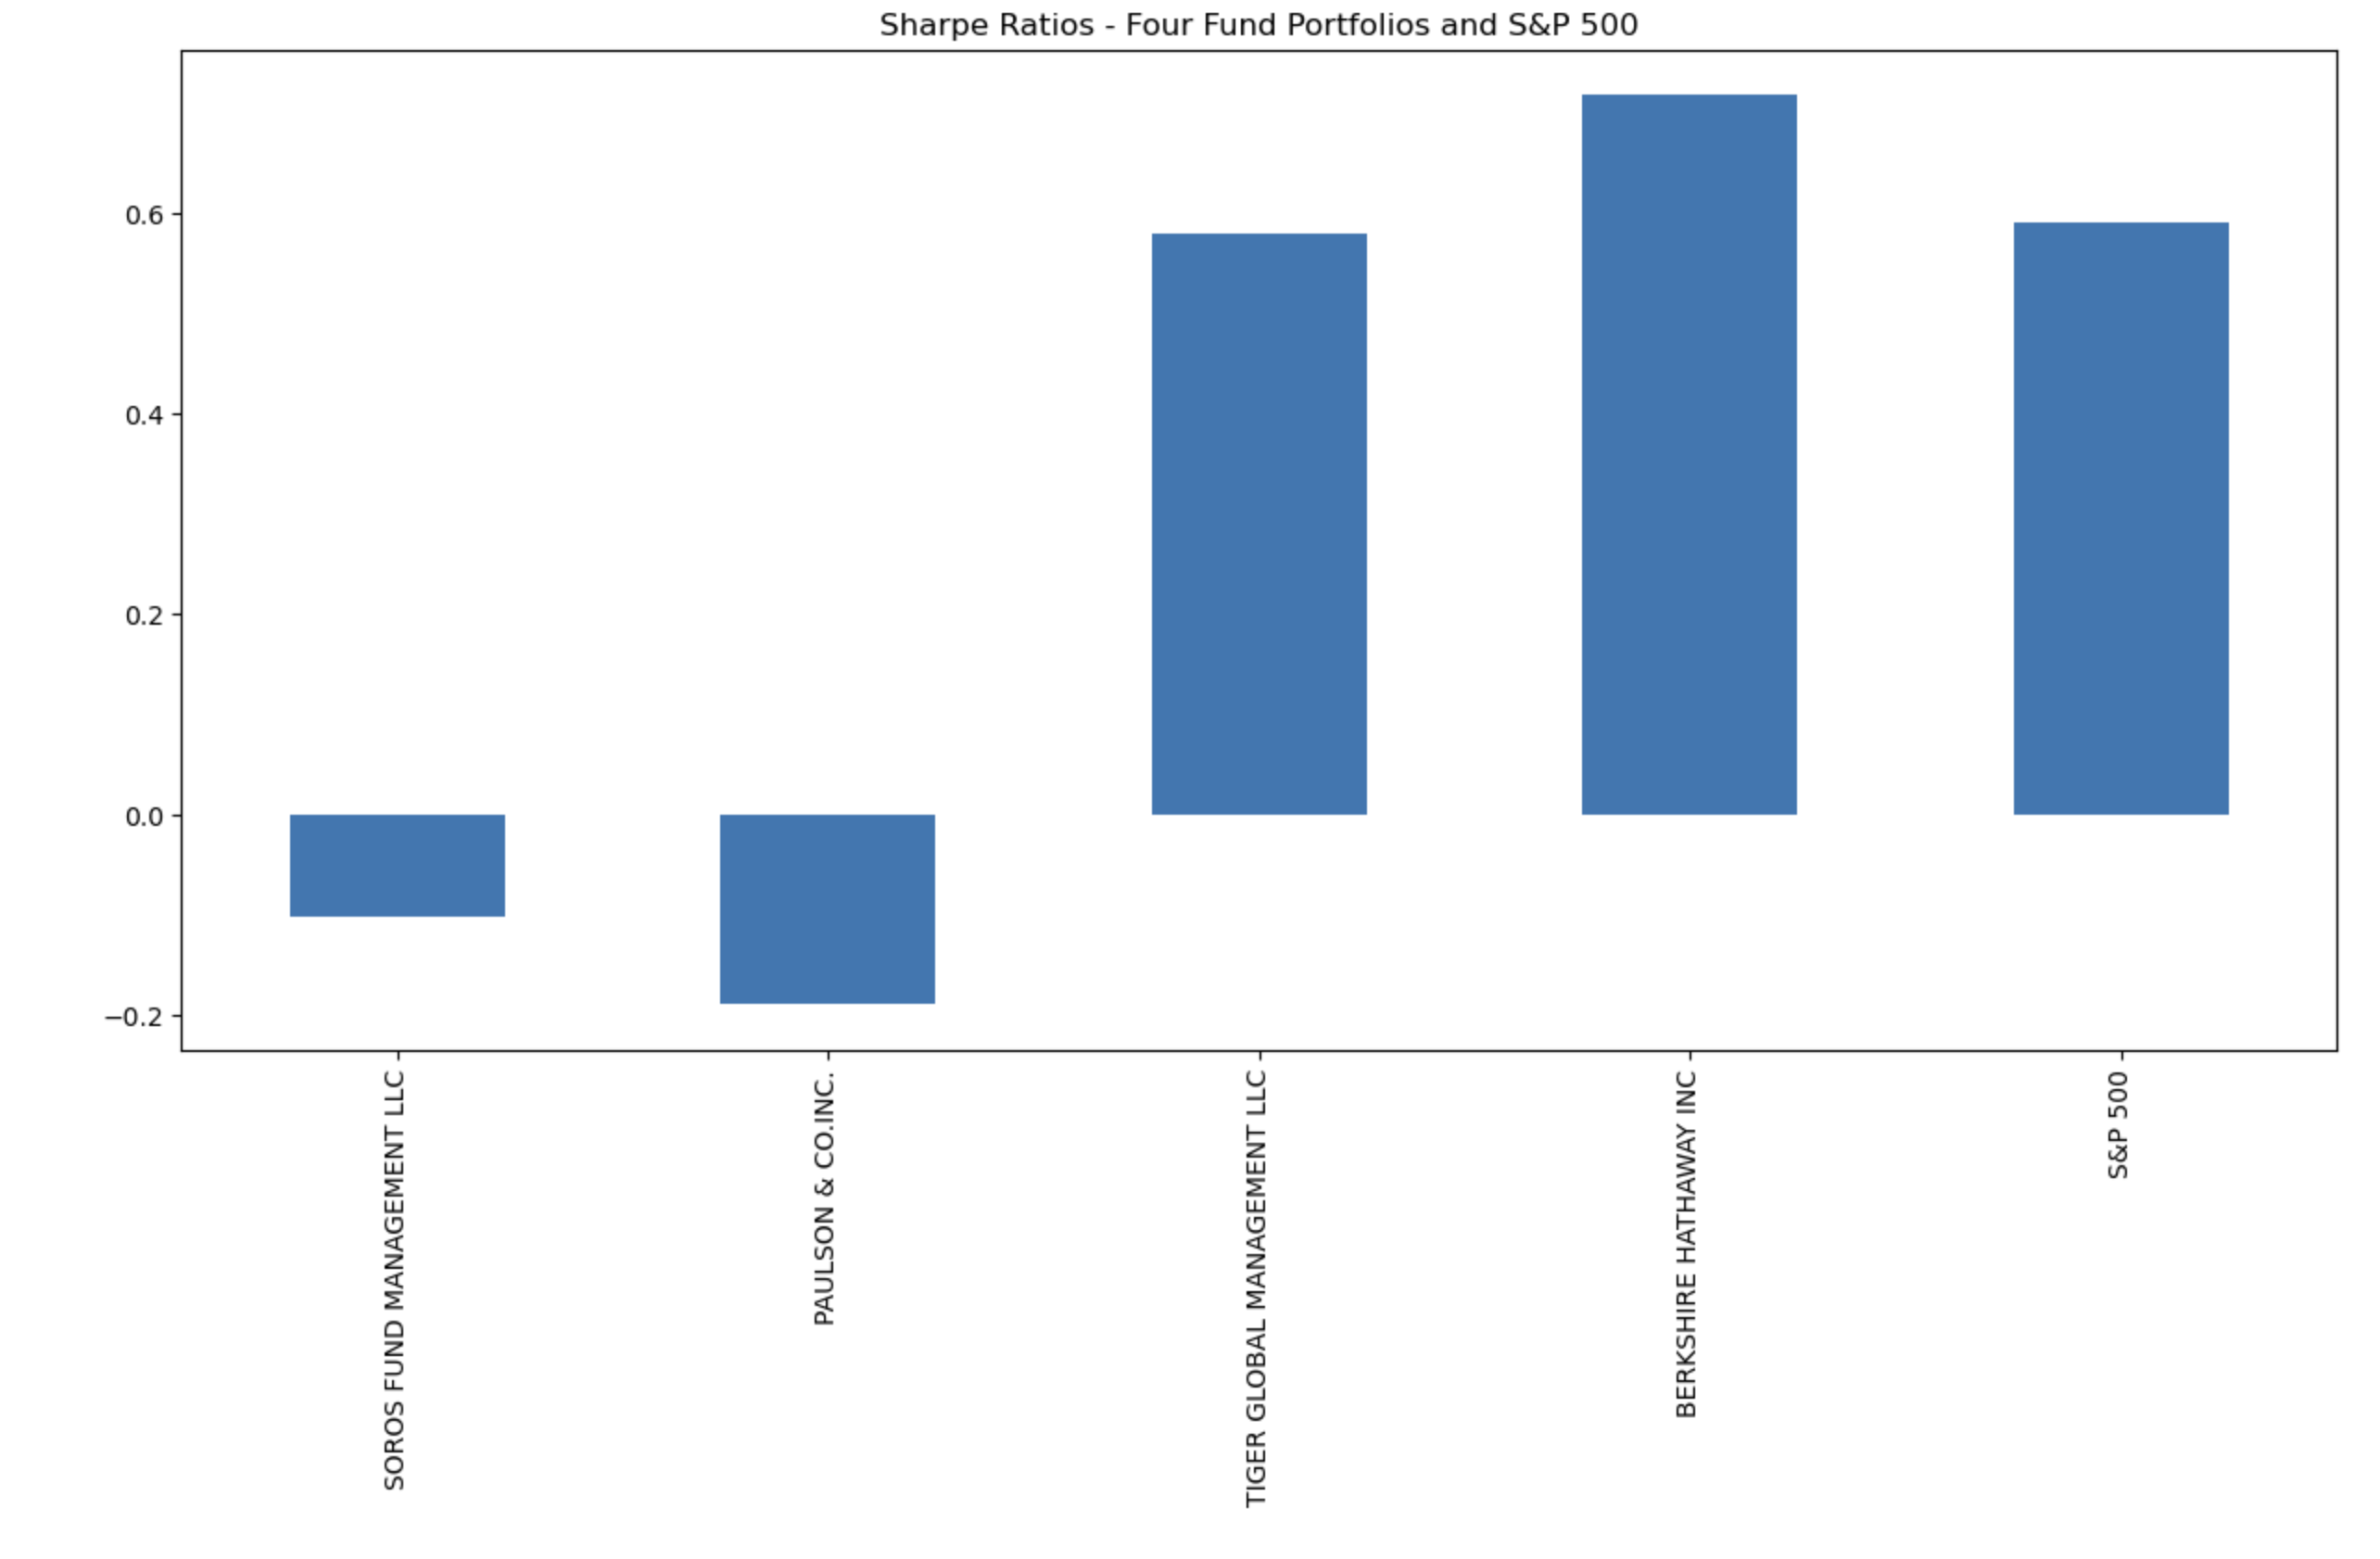 Sharpe Ratios - Four Fund Portfolios and S&P 500
0.6
0.4
0.2
0.0
−0.2
SOROS FUND MANAGEMENT LLC
PAULSON & CO.INC.
TIGER GLOBAL MANAGEMENT LLC
BERKSHIRE HATHAWAY INC
S&P 500